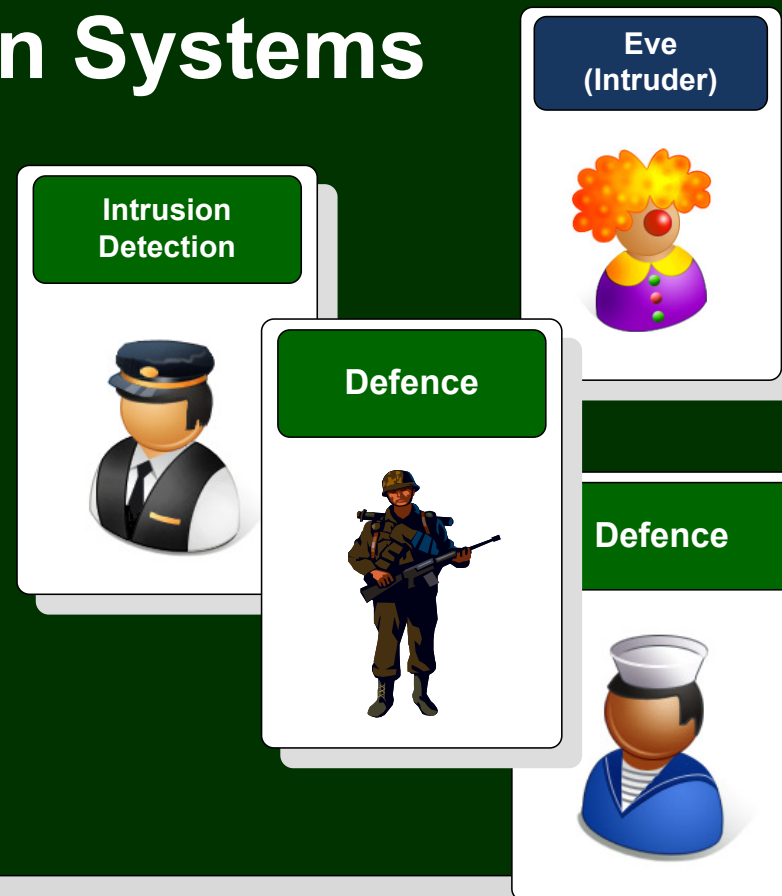 n Systems
Eve
(Intruder)
Intrusion
Detection
Defence
Defence